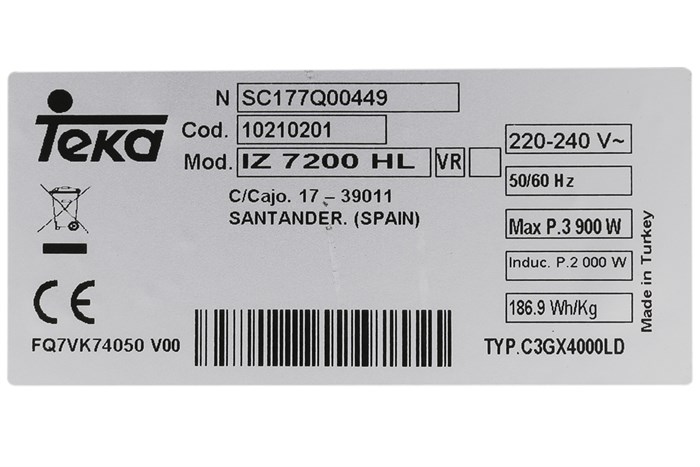 Teka
N SC177Q00449
Cod. 10210201
Mod. IZ 7200 HL VR
C/Cajo. 17 – 39011
SANTANDER. (SPAIN)
220-240 V~
50/60 Hz
Max P.3 900 W
Induc. P.2 000 W
186.9 Wh/Kg
Made in Turkey
CE
FQ7VK74050 V00
TYP.C3GX4000LD